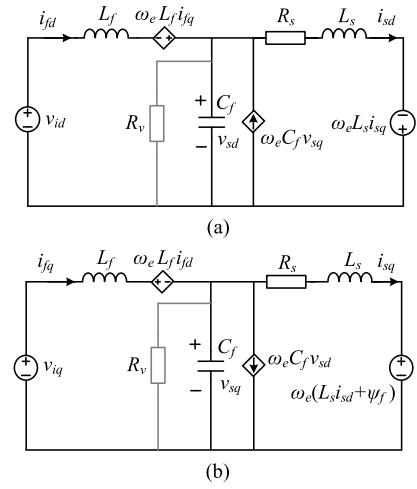 i_fd L_f ω_e L_f i_fq R_s L_s i_sd
v_id R_v + − C_f v_sd ω_e C_f v_sq ω_e L_s i_sq
(a)
i_fq L_f ω_e L_f i_fd R_s L_s i_sq
v_iq R_v + − C_f v_sq ω_e C_f v_sd ω_e(L_s i_sd+ψ_f)
(b)